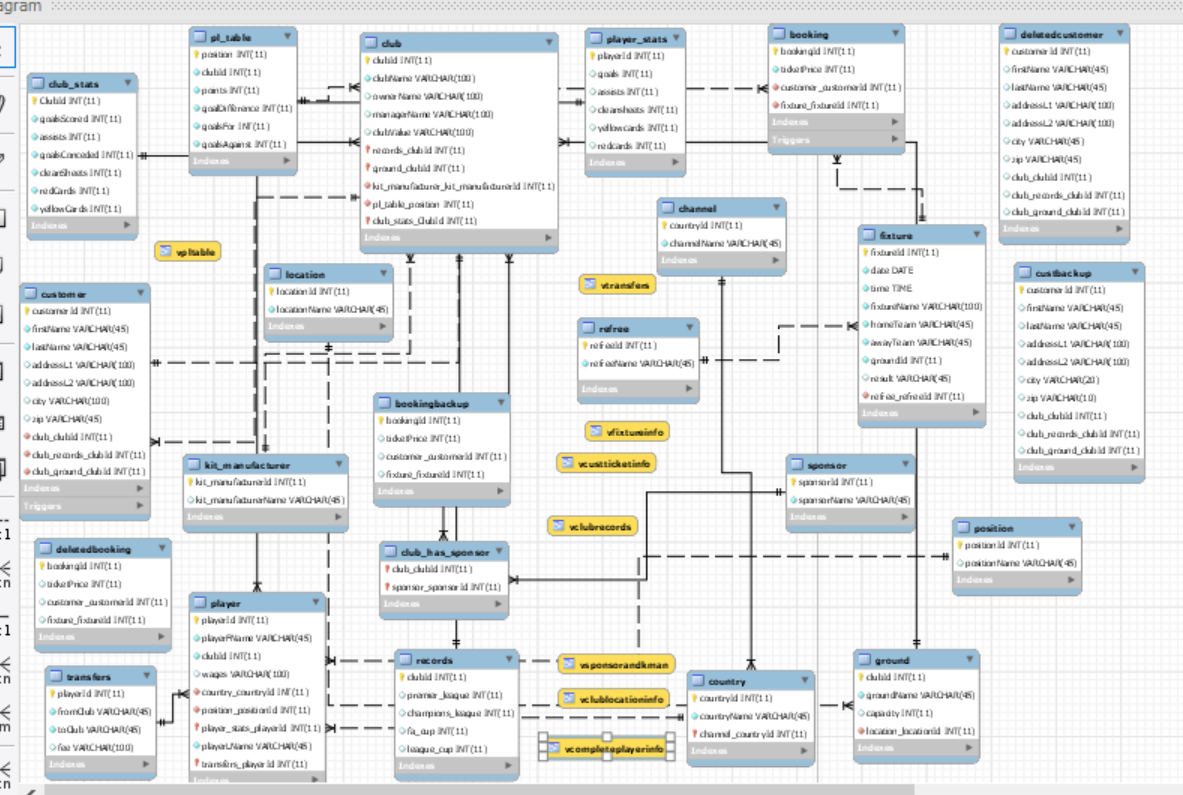 agram
pl_table
position INT(11)
clubId INT(11)
points INT(11)
goalDifference INT(11)
goalsFor INT(11)
goalsAgainst INT(11)
Indexes
club
clubId INT(11)
clubName VARCHAR(100)
ownerName VARCHAR(100)
managerName VARCHAR(100)
clubValue VARCHAR(100)
records_clubId INT(11)
ground_clubId INT(11)
kit_manufacturer_kit_manufacturerId INT(11)
pl_table_position INT(11)
club_stats_ClubId INT(11)
Indexes
player_stats
playerId INT(11)
goals INT(11)
assists INT(11)
cleansheets INT(11)
yellowcards INT(11)
redcards INT(11)
Indexes
booking
bookingId INT(11)
ticketPrice INT(11)
customer_customerId INT(11)
fixture_fixtureId INT(11)
Indexes
Triggers
deletedcustomer
customerId INT(11)
firstName VARCHAR(45)
lastName VARCHAR(45)
addressL1 VARCHAR(100)
addressL2 VARCHAR(100)
city VARCHAR(45)
zip VARCHAR(45)
club_clubId INT(11)
club_records_clubId INT(11)
club_ground_clubId INT(11)
Indexes
club_stats
ClubId INT(11)
goalsScored INT(11)
assists INT(11)
goalsConceded INT(11)
clearSheets INT(11)
redCards INT(11)
yellowCards INT(11)
Indexes
vpltable
channel
countryId INT(11)
channelName VARCHAR(45)
Indexes
fixture
fixtureId INT(11)
date DATE
time TIME
fixtureName VARCHAR(100)
homeTeam VARCHAR(45)
awayTeam VARCHAR(45)
groundId INT(11)
result VARCHAR(45)
refree_refreeId INT(11)
Indexes
location
locationId INT(11)
locationName VARCHAR(45)
Indexes
vtransfers
custbackup
customerId INT(11)
firstName VARCHAR(45)
lastName VARCHAR(45)
addressL1 VARCHAR(100)
addressL2 VARCHAR(100)
city VARCHAR(20)
zip VARCHAR(10)
club_clubId INT(11)
club_records_clubId INT(11)
club_ground_clubId INT(11)
Indexes
customer
customerId INT(11)
firstName VARCHAR(45)
lastName VARCHAR(45)
addressL1 VARCHAR(100)
addressL2 VARCHAR(100)
city VARCHAR(100)
zip VARCHAR(45)
club_clubId INT(11)
club_records_clubId INT(11)
club_ground_clubId INT(11)
Indexes
Triggers
refree
refreeId INT(11)
refreeName VARCHAR(45)
Indexes
bookingbackup
bookingId INT(11)
ticketPrice INT(11)
customer_customerId INT(11)
fixture_fixtureId INT(11)
Indexes
vfixtureinfo
vcustticketinfo
kit_manufacturer
kit_manufacturerId INT(11)
kit_manufacturerName VARCHAR(45)
Indexes
sponsor
sponsorId INT(11)
sponsorName VARCHAR(45)
Indexes
vclubrecords
position
positionId INT(11)
positionName VARCHAR(45)
Indexes
deletedbooking
bookingId INT(11)
ticketPrice INT(11)
customer_customerId INT(11)
fixture_fixtureId INT(11)
Indexes
club_has_sponsor
club_clubId INT(11)
sponsor_sponsorId INT(11)
Indexes
player
playerId INT(11)
playerFName VARCHAR(45)
clubId INT(11)
wages VARCHAR(100)
country_countryId INT(11)
position_positionId INT(11)
player_stats_playerId INT(11)
playerLName VARCHAR(45)
transfers_playerId INT(11)
Indexes
records
clubId INT(11)
premier_league INT(11)
champions_league INT(11)
fa_cup INT(11)
league_cup INT(11)
Indexes
vsponsorandkman
vclublocationinfo
vcompleteplayerinfo
country
countryId INT(11)
countryName VARCHAR(45)
channel_countryId INT(11)
Indexes
ground
clubId INT(11)
groundName VARCHAR(45)
capacity INT(11)
location_locationId INT(11)
Indexes
transfers
playerId INT(11)
fromClub VARCHAR(45)
toClub VARCHAR(45)
fee VARCHAR(100)
Indexes
:1
:n
:1
:n
:m
:n